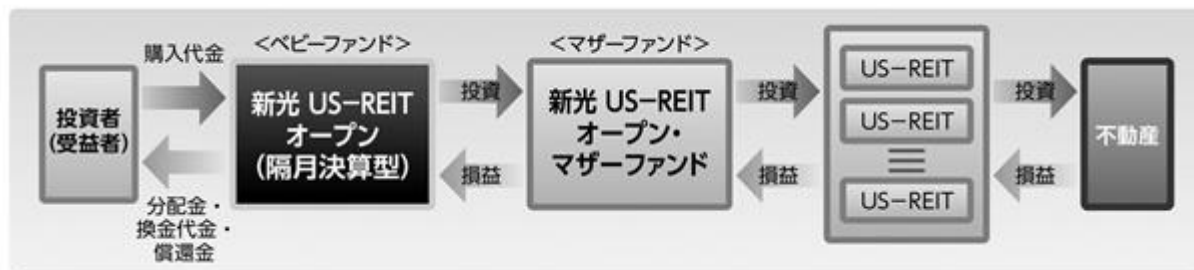 購入代金
<ベビーファンド>
<マザーファンド>
投資者
(受益者)
新光 US-REIT
オープン
(隔月決算型)
投資
損益
新光 US-REIT
オープン・
マザーファンド
投資
損益
US-REIT
US-REIT
US-REIT
投資
損益
不動産
分配金・
換金代金・
償還金